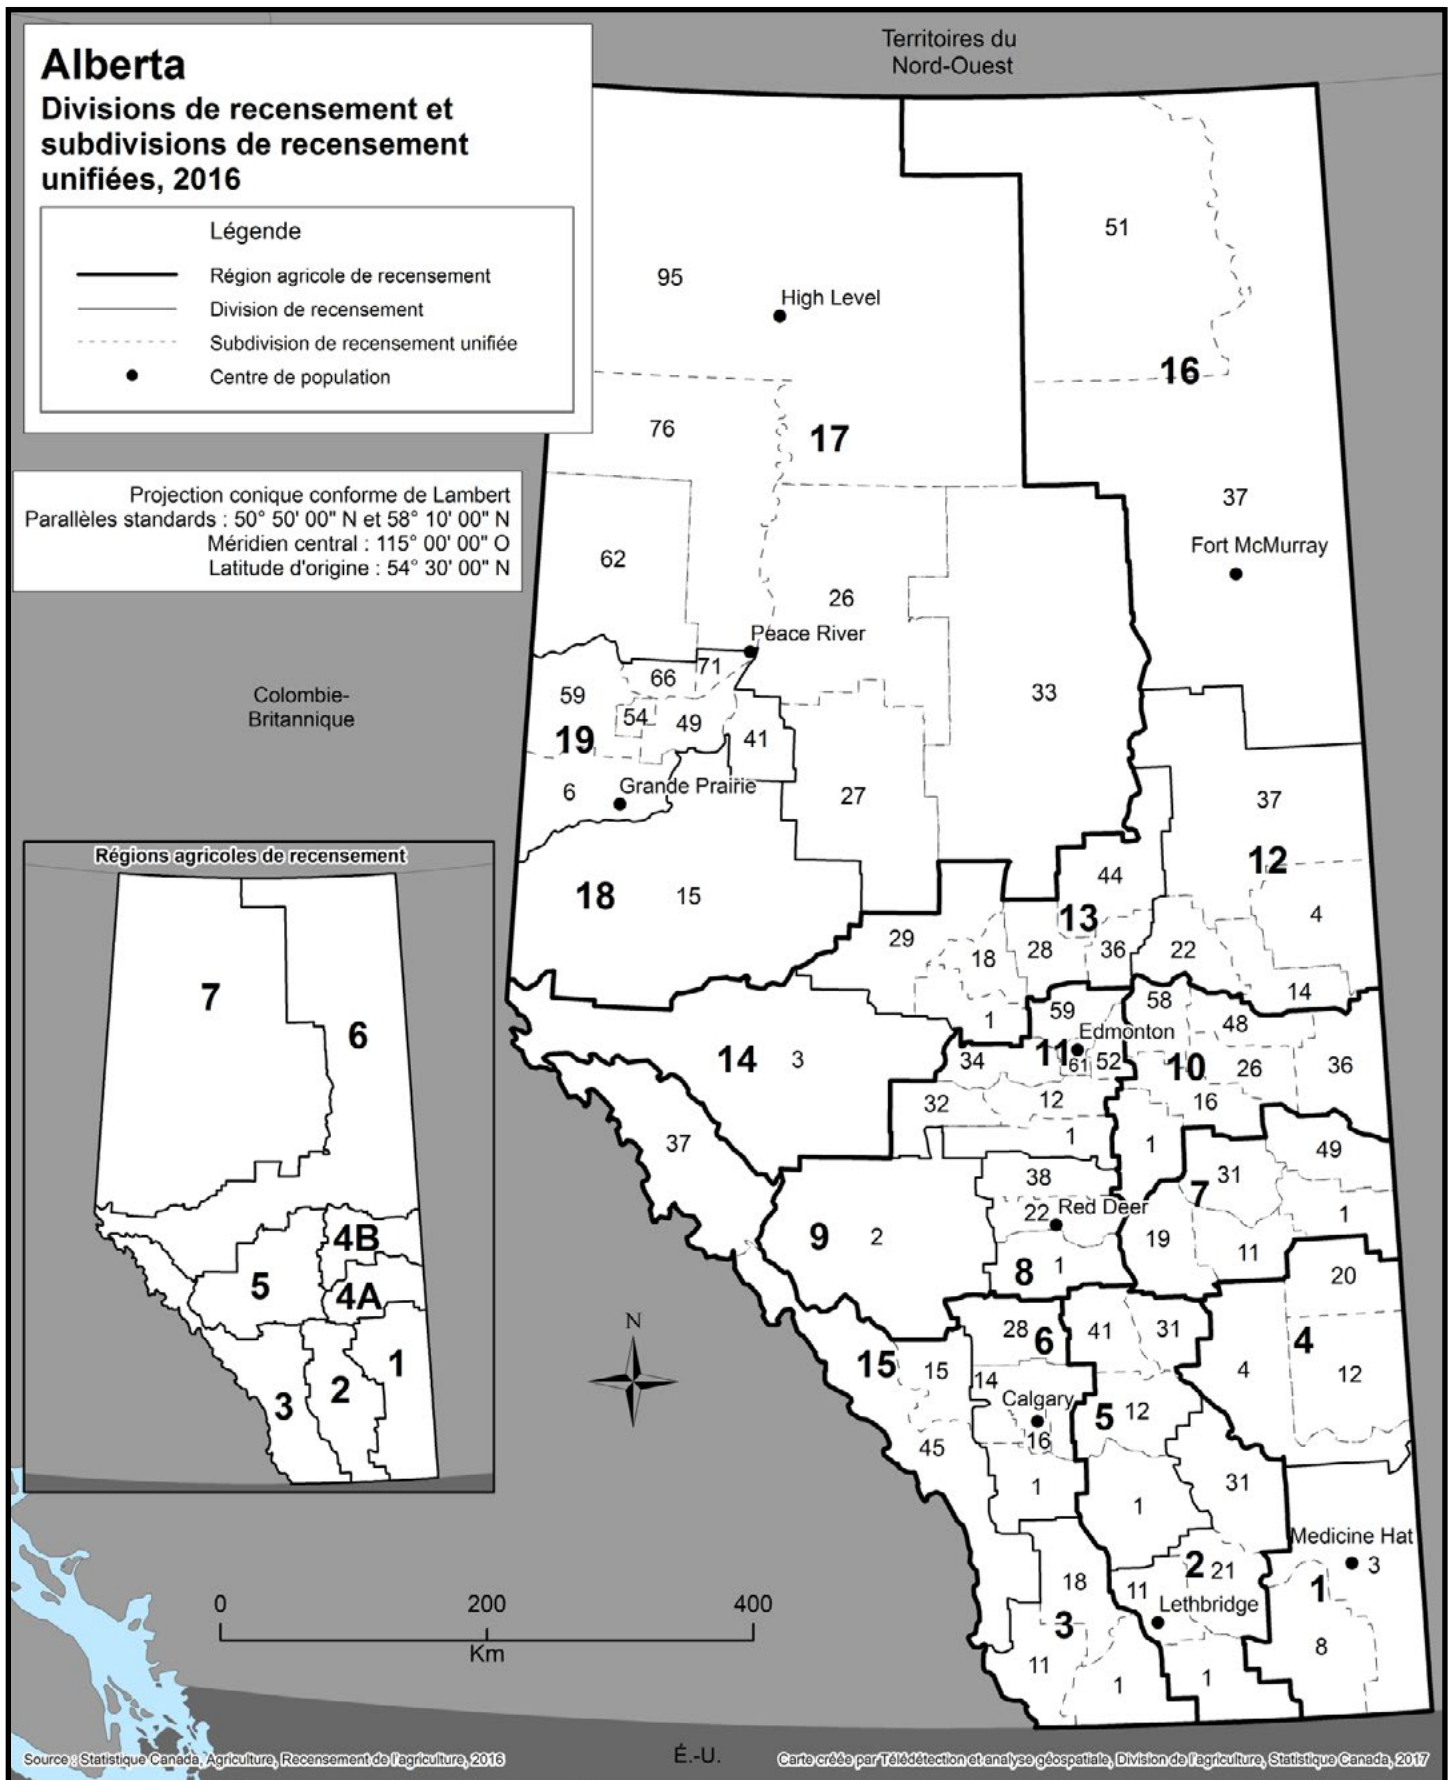 Territoires du
Nord-Ouest
Alberta
Divisions de recensement et
subdivisions de recensement
unifiées, 2016
Légende
Région agricole de recensement
Division de recensement
Subdivision de recensement unifiée
Centre de population
Projection conique conforme de Lambert
Parallèles standards : 50° 50' 00" N et 58° 10' 00" N
Méridien central : 115° 00' 00" O
Latitude d'origine : 54° 30' 00" N
51
95
High Level
16
76
17
37
Fort McMurray
62
26
Peace River
71
66
59
33
Colombie-
Britannique
54
49
19
41
6
Grande Prairie
27
37
12
44
18
15
13
4
29
28
36
22
18
14
58
59
1
48
Edmonton
14
3
34
11
61
52
10
26
36
32
12
16
37
1
1
49
38
31
7
22
Red Deer
1
9
2
19
11
8
1
20
28
6
41
31
4
15
15
14
4
12
Calgary
5
12
16
45
31
1
1
Medicine Hat
3
2
21
18
11
1
Lethbridge
3
8
11
1
1
Régions agricoles de recensement
7
6
4B
5
4A
1
2
3
N
0
200
400
Km
É.-U.
Source : Statistique Canada, Agriculture, Recensement de l'agriculture, 2016
Carte créée par Télédétection et analyse géospatiale, Division de l'agriculture, Statistique Canada, 2017